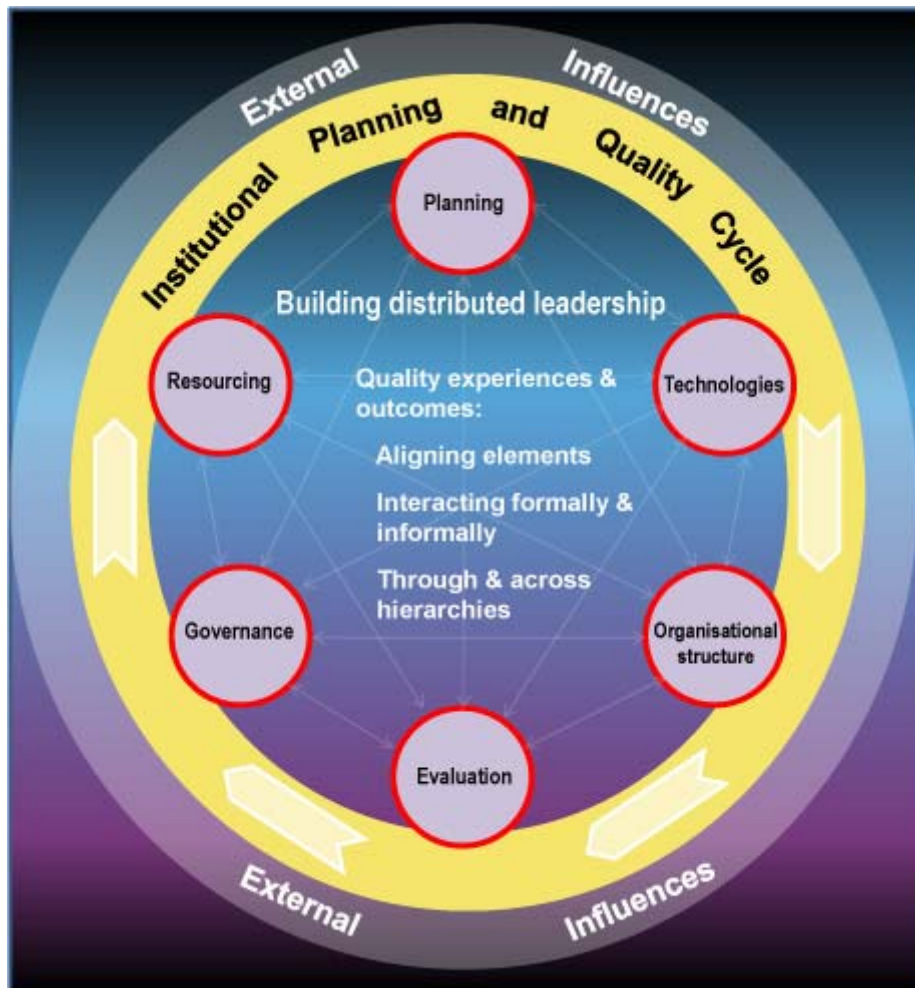 External Influences
Institutional Planning and Quality Cycle
Planning
Building distributed leadership
Resourcing
Quality experiences &
outcomes:
Technologies
Aligning elements
Interacting formally &
informally
Through & across
hierarchies
Governance
Organisational
structure
Evaluation
External Influences